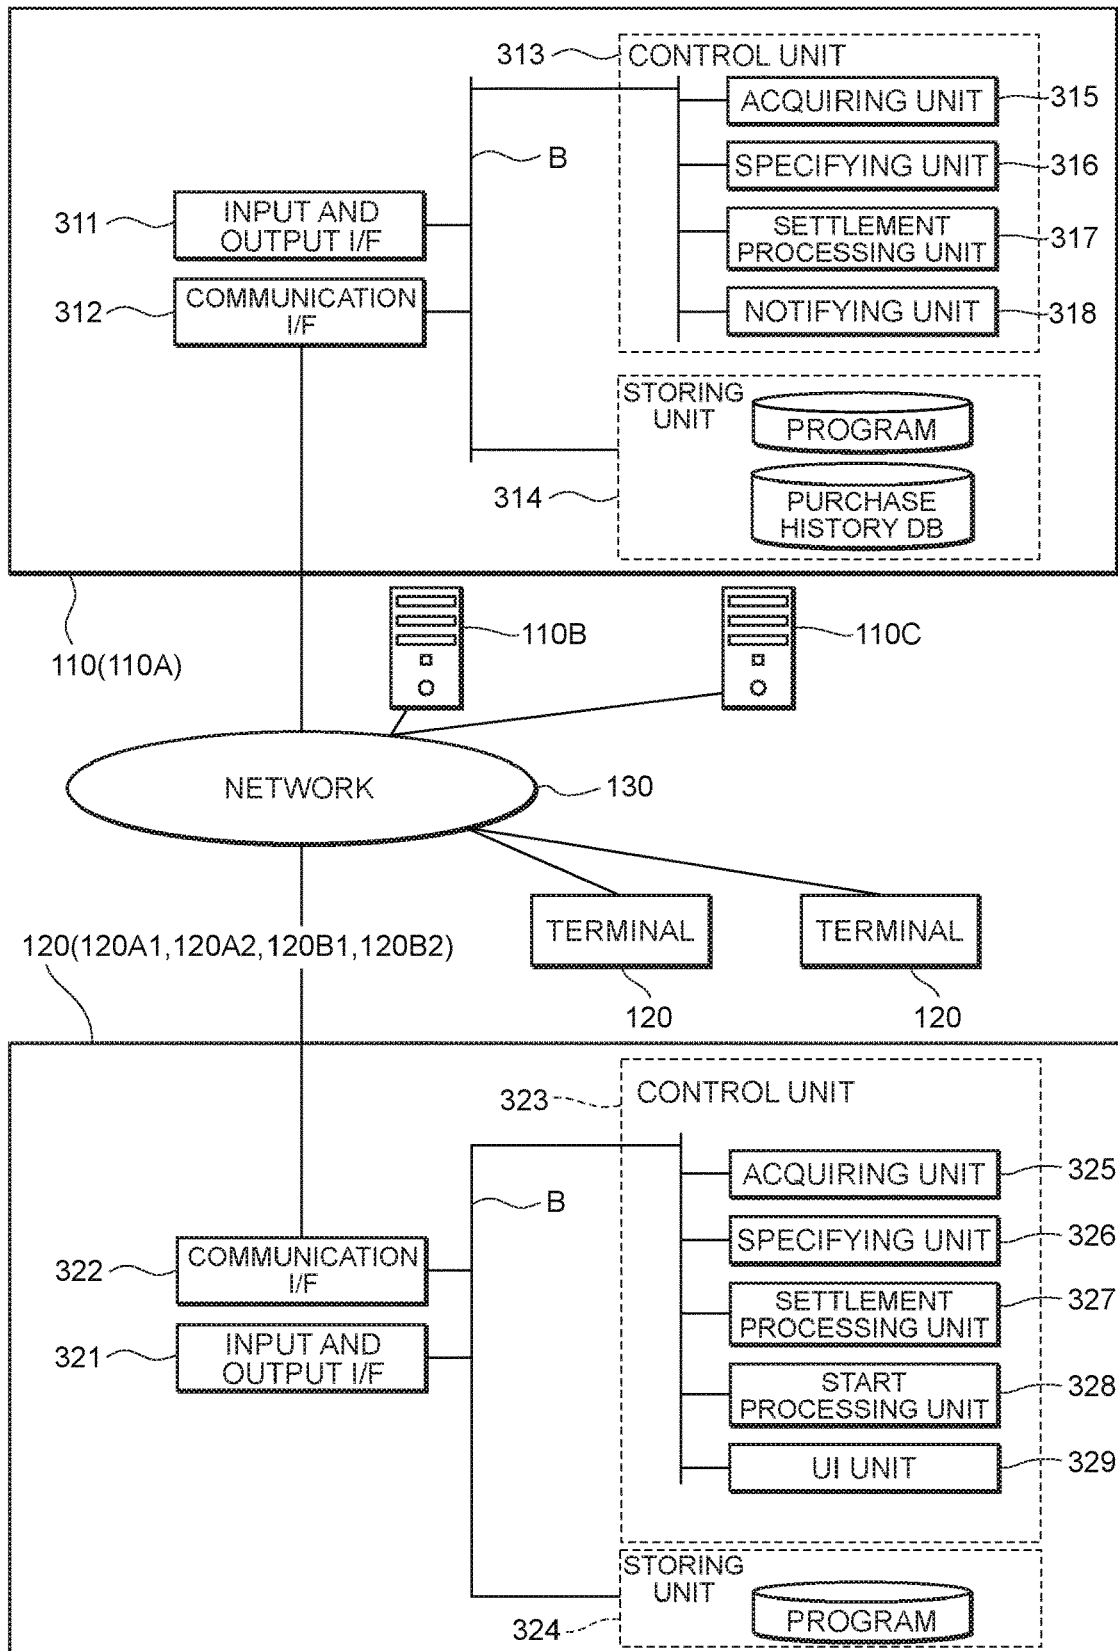 313
CONTROL UNIT
ACQUIRING UNIT
315
B
SPECIFYING UNIT
316
311
INPUT AND
OUTPUT I/F
SETTLEMENT
PROCESSING UNIT
317
312
COMMUNICATION
I/F
NOTIFYING UNIT
318
STORING
UNIT
PROGRAM
314
PURCHASE
HISTORY DB
110(110A)
110B
110C
NETWORK
130
120(120A1,120A2,120B1,120B2)
TERMINAL
TERMINAL
120
120
323
CONTROL UNIT
ACQUIRING UNIT
325
B
SPECIFYING UNIT
326
322
COMMUNICATION
I/F
SETTLEMENT
PROCESSING UNIT
327
321
INPUT AND
OUTPUT I/F
START
PROCESSING UNIT
328
UI UNIT
329
STORING
UNIT
324
PROGRAM